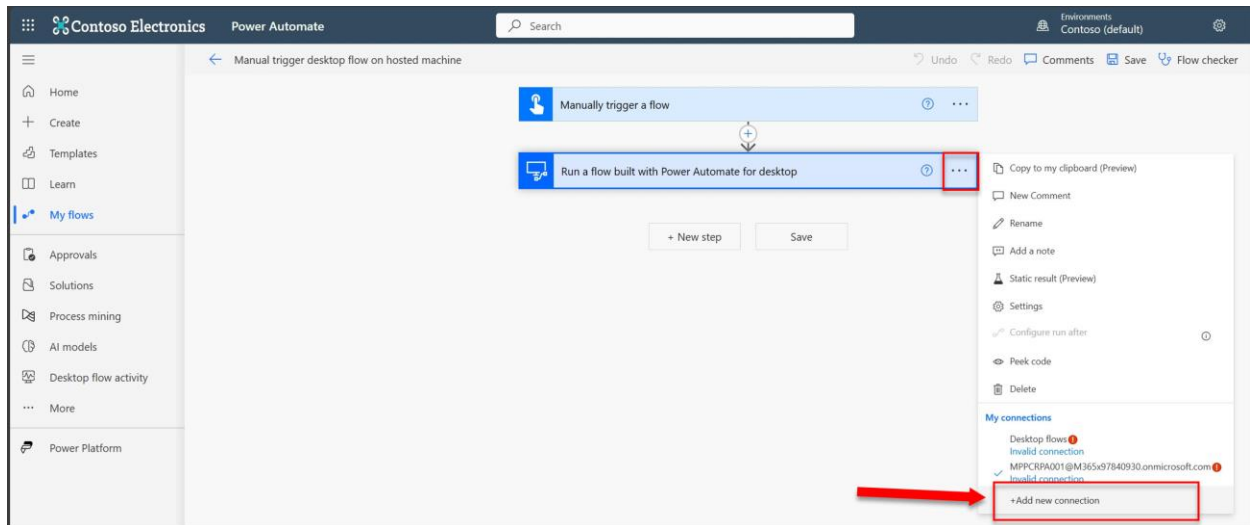 Contoso Electronics
Power Automate
Search
Environments
Contoso (default)
Manual trigger desktop flow on hosted machine
Undo
Redo
Comments
Save
Flow checker
Home
Create
Templates
Learn
My flows
Approvals
Solutions
Process mining
AI models
Desktop flow activity
More
Power Platform
Manually trigger a flow
Run a flow built with Power Automate for desktop
+ New step
Save
Copy to my clipboard (Preview)
New Comment
Rename
Add a note
Static result (Preview)
Settings
Configure run after
Peek code
Delete
My connections
Desktop flows
Invalid connection
MPPCRPA001@M365x97840930.onmicrosoft.com
Invalid connection
+Add new connection